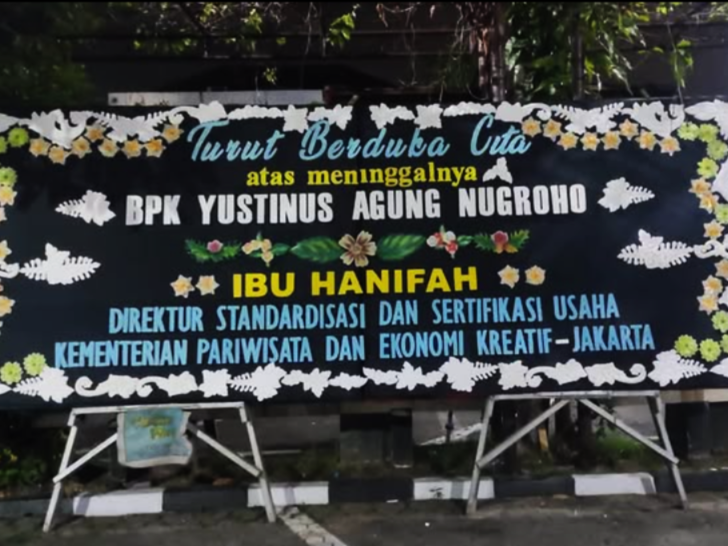 Turut Berduka Cita
atas meninggalnya
BPK YUSTINUS AGUNG NUGROHO
IBU HANIFAH
DIREKTUR STANDARDISASI DAN SERTIFIKASI USAHA
KEMENTERIAN PARIWISATA DAN EKONOMI KREATIF-JAKARTA